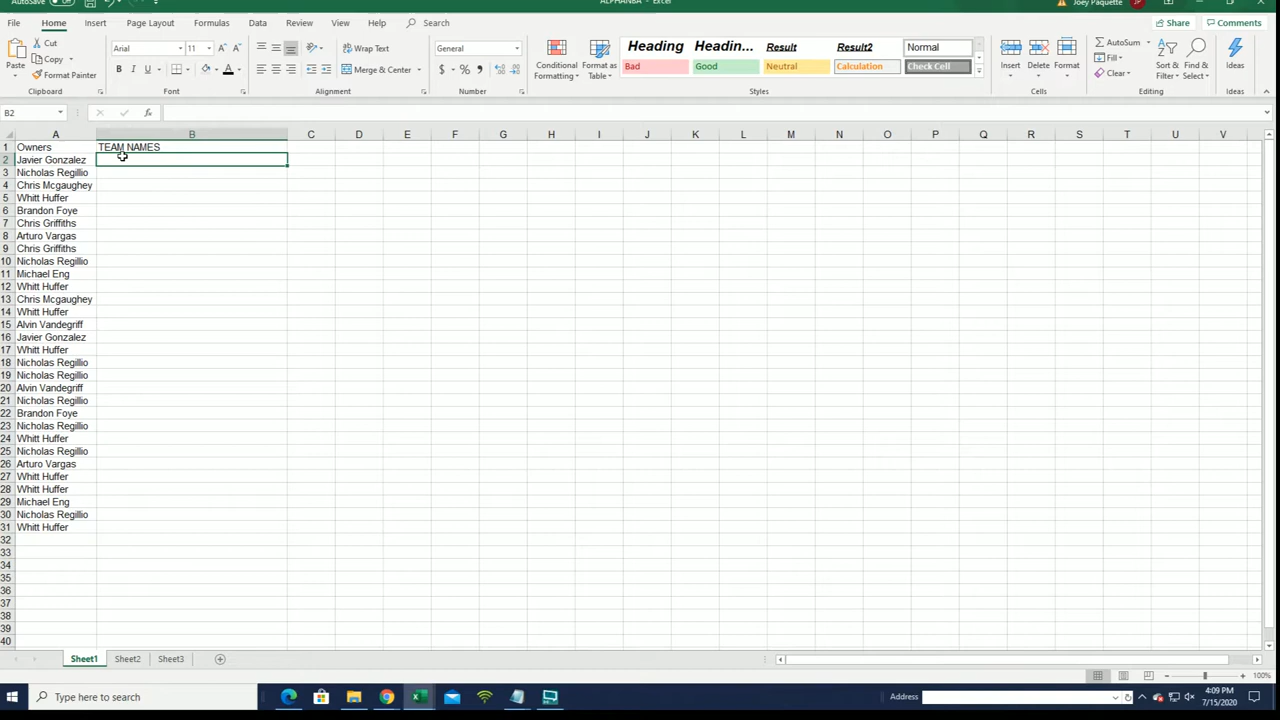 AutoSave Off ALPHANBA - Excel Joey Paquette JP
File Home Insert Page Layout Formulas Data Review View Help Search Share Comments
Cut
Copy
Format Painter
Paste
Clipboard
Arial 11 A A
B I U A
Font
Wrap Text
Merge & Center
Alignment
General
$ % ,
Number
Conditional Formatting
Format as Table
Heading Headin... Result Result2 Normal
Bad Good Neutral Calculation Check Cell
Styles
Insert Delete Format
Cells
AutoSum
Fill
Clear
Sort & Filter
Find & Select
Editing
Ideas
Ideas
B2 fx
A B C D E F G H I J K L M N O P Q R S T U V
1 Owners TEAM NAMES
2 Javier Gonzalez
3 Nicholas Regillio
4 Chris Mcgaughey
5 Whitt Huffer
6 Brandon Foye
7 Chris Griffiths
8 Arturo Vargas
9 Chris Griffiths
10 Nicholas Regillio
11 Michael Eng
12 Whitt Huffer
13 Chris Mcgaughey
14 Whitt Huffer
15 Alvin Vandegriff
16 Javier Gonzalez
17 Whitt Huffer
18 Nicholas Regillio
19 Nicholas Regillio
20 Alvin Vandegriff
21 Nicholas Regillio
22 Brandon Foye
23 Nicholas Regillio
24 Whitt Huffer
25 Nicholas Regillio
26 Arturo Vargas
27 Whitt Huffer
28 Whitt Huffer
29 Michael Eng
30 Nicholas Regillio
31 Whitt Huffer
32
33
34
35
36
37
38
39
40
Sheet1 Sheet2 Sheet3
100%
Type here to search
Address
4:09 PM
7/15/2020